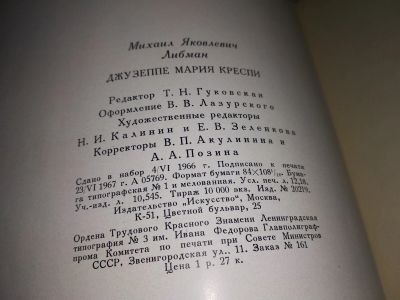 Михаил Яковлевич
Либман
ДЖУЗЕППЕ МАРИЯ КРЕСПИ
Редактор Т. Н. Гуковская
Оформление В. В. Лазурского
Художественные редакторы
Н. И. Калинин и Е. В. Зеленкова
Корректоры В. П. Акулинина и
А. А. Позина
Сдано в набор 4/VI 1966 г. Подписано к печати
23/VI 1967 г. А 05769. Формат бумаги 84×108¹/₃₂. Бума-
га типографская № 1 и мелованная. Усл. печ. л. 12,18.
Уч.-изд. л. 10,545. Тираж 10 000 экз. Изд. № 20219.
Издательство „Искусство", Москва,
К-51, Цветной бульвар, 25
Ордена Трудового Красного Знамени Ленинградская
типография № 3 им. Ивана Федорова Главполиграф-
прома Комитета по печати при Совете Министров
СССР, Звенигородская ул., 11. Заказ № 161
Цена 1 р. 27 к.